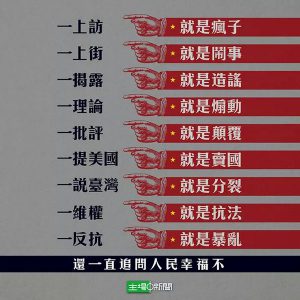 一上訪 就是瘋子
一上街 就是鬧事
一揭露 就是造謠
一理論 就是煽動
一批評 就是顛覆
一提美國 就是賣國
一説臺灣 就是分裂
一維權 就是抗法
一反抗 就是暴亂
還一直追問人民幸福不
主場新聞